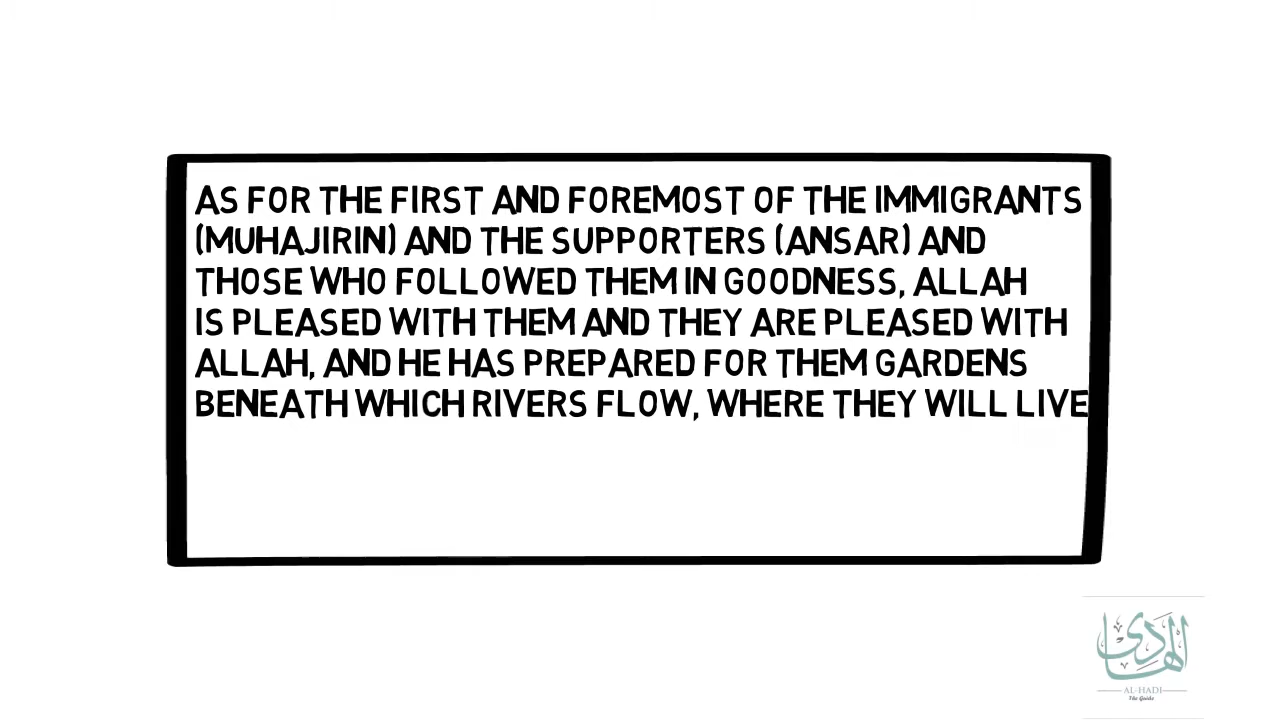 AS FOR THE FIRST AND FOREMOST OF THE IMMIGRANTS
(MUHAJIRIN) AND THE SUPPORTERS (ANSAR) AND
THOSE WHO FOLLOWED THEM IN GOODNESS, ALLAH
IS PLEASED WITH THEM AND THEY ARE PLEASED WITH
ALLAH, AND HE HAS PREPARED FOR THEM GARDENS
BENEATH WHICH RIVERS FLOW, WHERE THEY WILL LIVE
الهادي
AL-HADI
The Guide